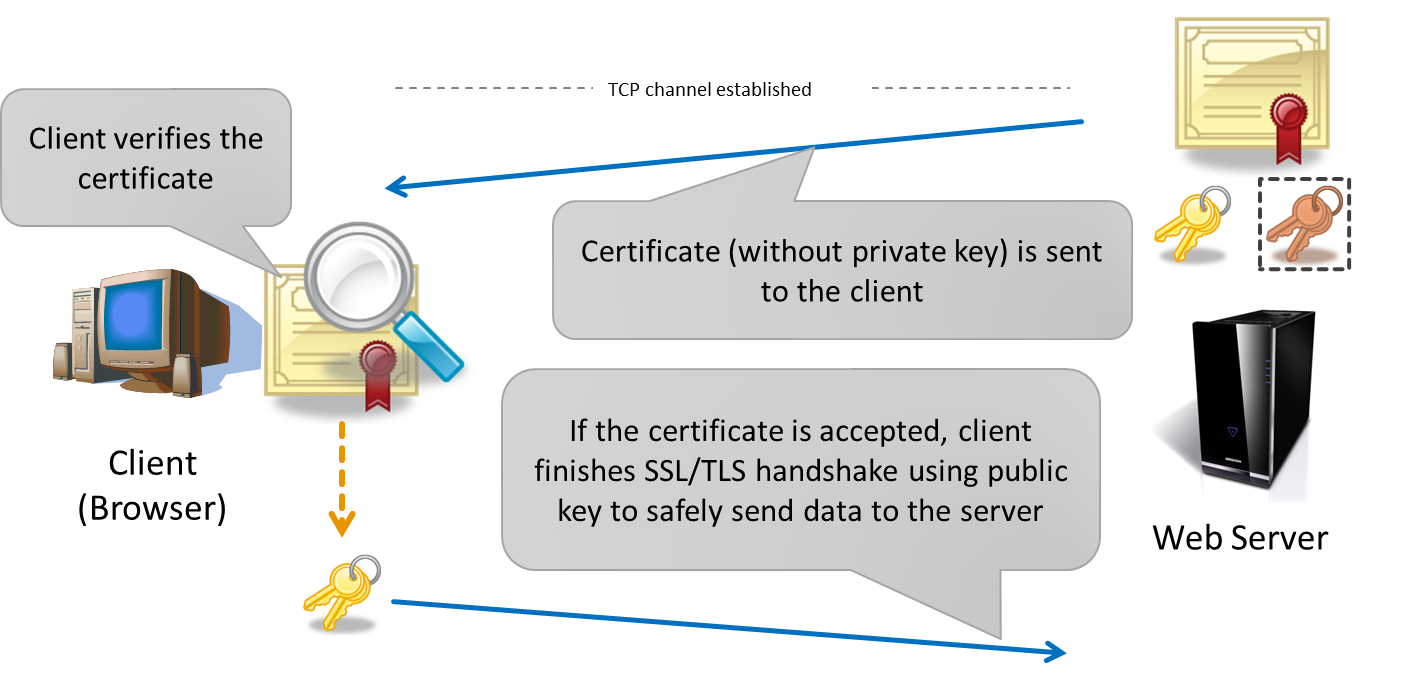 TCP channel established
Client verifies the
certificate
Certificate (without private key) is sent
to the client
If the certificate is accepted, client
finishes SSL/TLS handshake using public
key to safely send data to the server
Client
(Browser)
Web Server